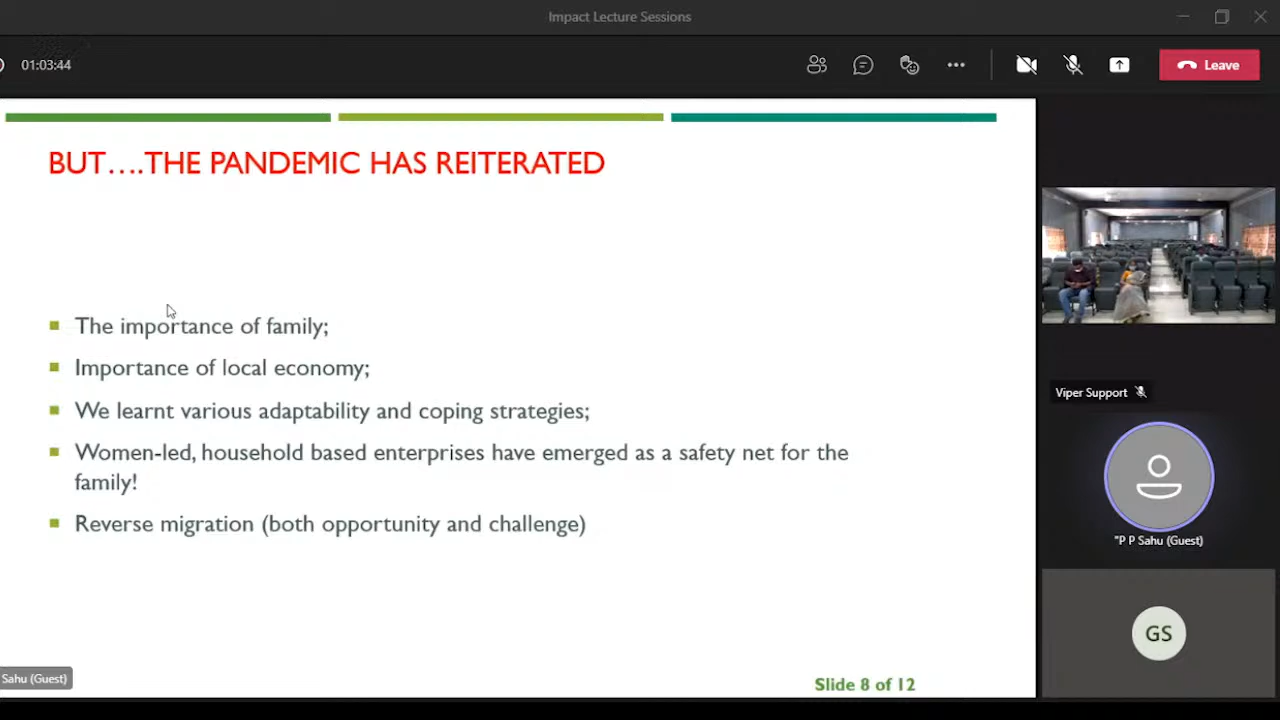 Impact Lecture Sessions
01:03:44
Leave
BUT....THE PANDEMIC HAS REITERATED
The importance of family;
Importance of local economy;
We learnt various adaptability and coping strategies;
Women-led, household based enterprises have emerged as a safety net for the
family!
Reverse migration (both opportunity and challenge)
Slide 8 of 12
Sahu (Guest)
Viper Support
"P P Sahu (Guest)
GS